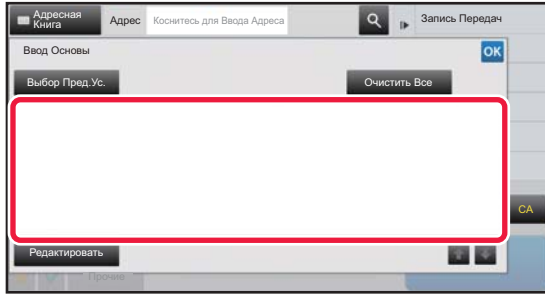 Адресная
Книга
Адрес
Коснитесь для Ввода Адреса
Запись Передач
Ввод Основы
OK
Выбор Пред.Ус.
Очистить Все
CA
Редактировать
Прочие